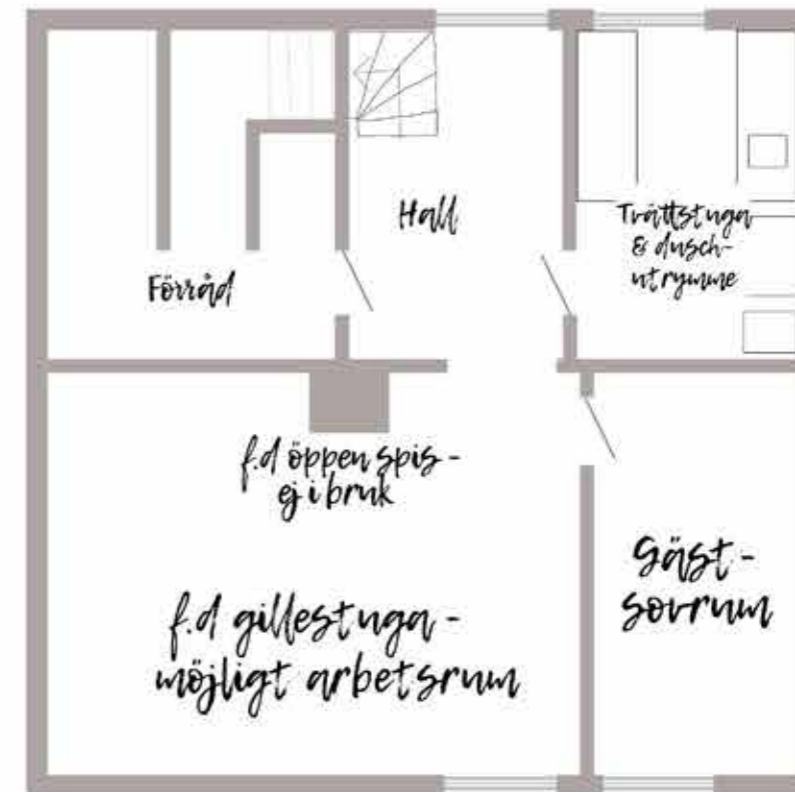 Hall
Tvättstuga
& dusch-
utrymme
Förråd
f.d öppen spis -
ej i bruk
Gäst-
sovrum
f.d gillestuga -
möjligt arbetsrum